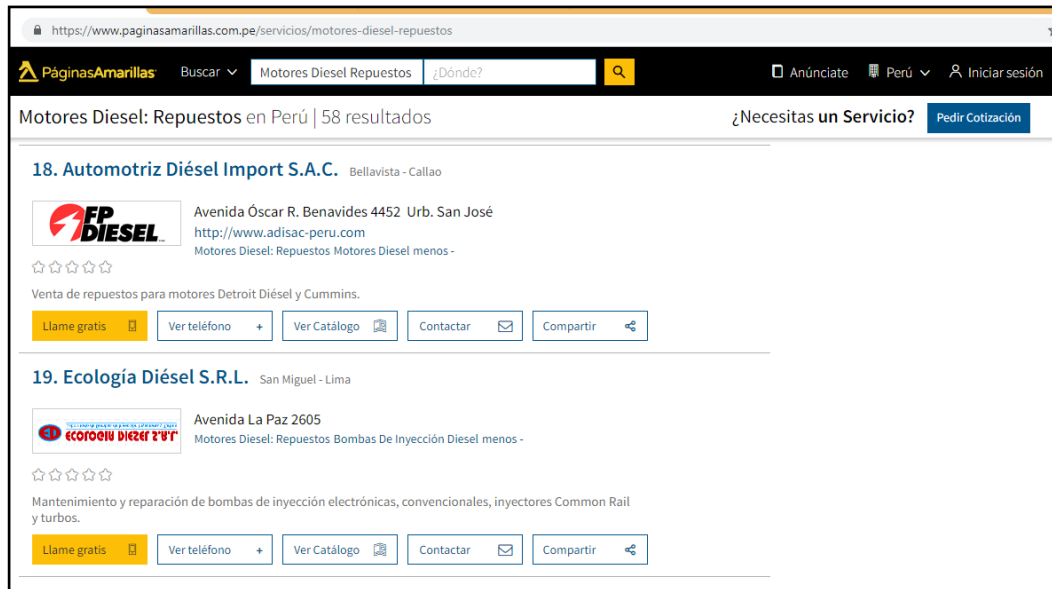 https://www.paginasamarillas.com.pe/servicios/motores-diesel-repuestos
PáginasAmarillas Buscar Motores Diesel Repuestos ¿Dónde? Anúnciate Perú Iniciar sesión
Motores Diesel: Repuestos en Perú | 58 resultados ¿Necesitas un Servicio? Pedir Cotización
18. Automotriz Diésel Import S.A.C. Bellavista - Callao
FP
DIESEL
Avenida Óscar R. Benavides 4452 Urb. San José
http://www.adisac-peru.com
Motores Diesel: Repuestos Motores Diesel menos -
Venta de repuestos para motores Detroit Diésel y Cummins.
Llame gratis Ver teléfono + Ver Catálogo Contactar Compartir
19. Ecología Diésel S.R.L. San Miguel - Lima
ED ECOLOGIA DIESEL S.R.L.
Avenida La Paz 2605
Motores Diesel: Repuestos Bombas De Inyección Diesel menos -
Mantenimiento y reparación de bombas de inyección electrónicas, convencionales, inyectores Common Rail
y turbos.
Llame gratis Ver teléfono + Ver Catálogo Contactar Compartir